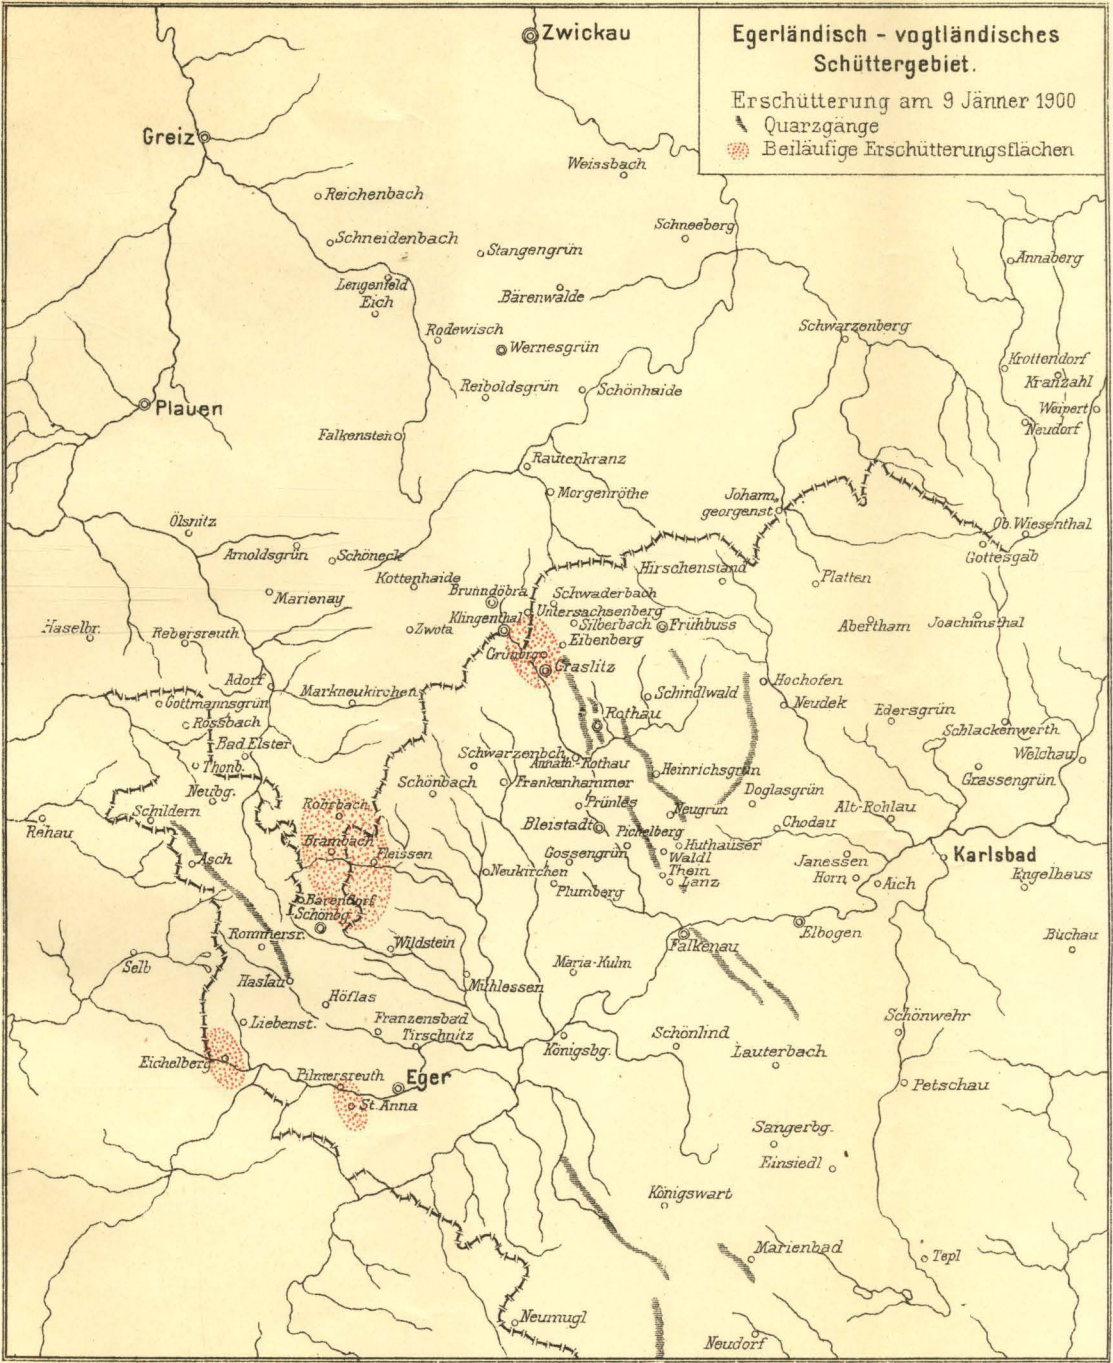 Egerländisch - vogtländisches
Schüttergebiet.
Erschütterung am 9 Jänner 1900
Quarzgänge
Beiläufige Erschütterungsflächen
Zwickau
Greiz
Weissbach
Reichenbach
Schneeberg
Schneidenbach
Stangengrün
Annaberg
Lengenfeld
Eich
Bärenwalde
Rodewisch
Schwarzenberg
Wernesgrün
Krottendorf
Kranzahl
Reiboldsgrün
Schönhaide
Weipert
Plauen
Neudorf
Falkenstein
Rautenkranz
Morgenröthe
Johann
georgenst.
Ölsnitz
Ob. Wiesenthal
Arnoldsgrün
Schöneck
Gottesgab
Hirschenstand
Kottenhaide
Platten
Brunndöbra
Schwaderbach
Marienay
Klingenthal
Untersachsenberg
Silberbach
Frühbuss
Abertham
Joachimsthal
Haselbr.
Rebersreuth
Zwota
Eibenberg
Grünberg
Graslitz
Adorf
Markneukirchen
Schindlwald
Hochofen
Gottmannsgrün
Neudek
Rossbach
Rothau
Edersgrün
Schlackenwerth
Bad Elster
Schwarzenbch.
Annath.-Rothau
Welchau
Thonb.
Schönbach
Frankenhammer
Heinrichsgrün
Grassengrün
Neubg.
Doglasgrün
Rohrbach
Prünles
Neugrün
Alt-Rohlau
Schildern
Rehau
Bleistadt
Pichelberg
Chodau
Brambach
Fleissen
Gossengrün
Huthäuser
Waldl
Janessen
Karlsbad
Asch
Neukirchen
Thein
Lanz
Horn
Aich
Engelhaus
Plumberg
Bärendorf
Schönbg.
Rommersr.
Wildstein
Falkenau
Elbogen
Buchau
Selb
Haslau
Maria-Kulm
Mühlessen
Höflas
Liebenst.
Franzensbad
Tirschnitz
Schönwehr
Königsbg.
Schönlind
Lauterbach
Eichelberg
Pilmersreuth
Eger
Petschau
St. Anna
Sangerbg.
Einsiedl
Königswart
Marienbad
Tepl
Neumugl
Neudorf